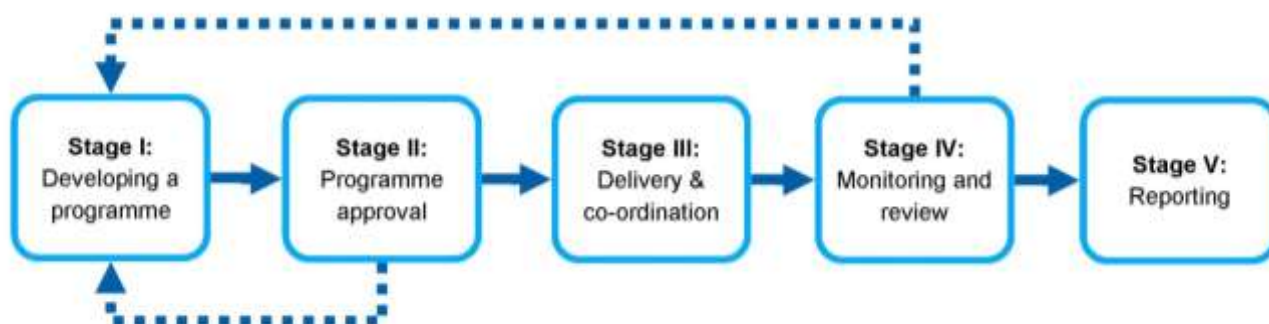 Stage I:
Developing a
programme
Stage II:
Programme
approval
Stage III:
Delivery &
co-ordination
Stage IV:
Monitoring and
review
Stage V:
Reporting